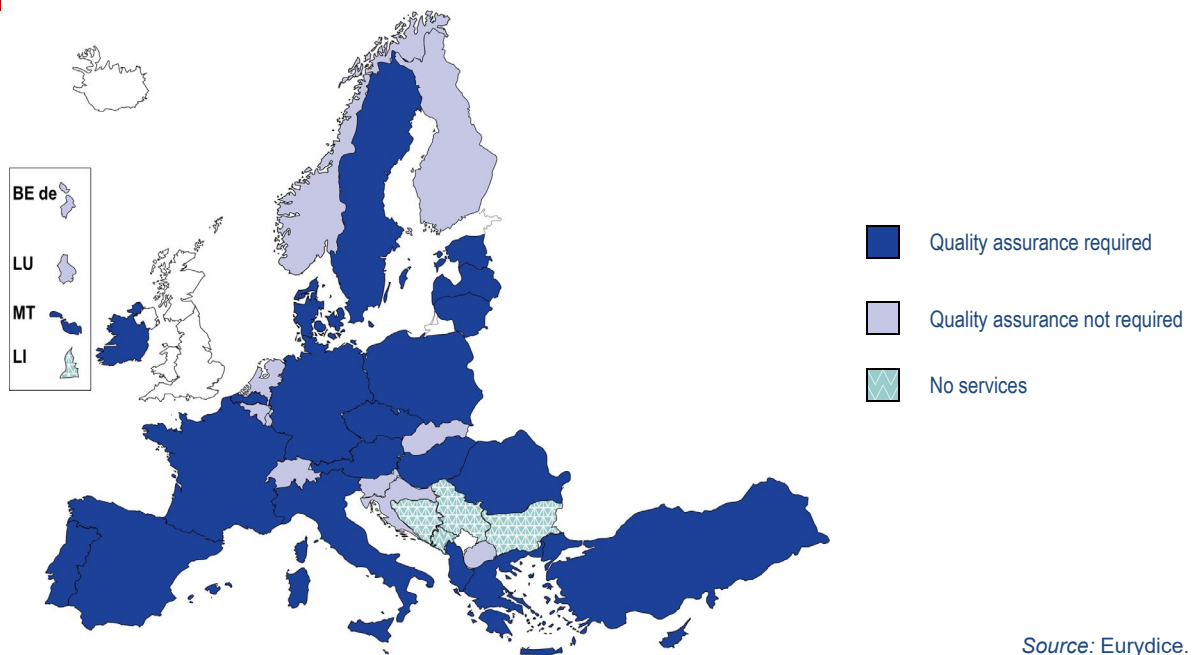 BE de
LU
MT
LI
Quality assurance required
Quality assurance not required
No services
Source: Eurydice.